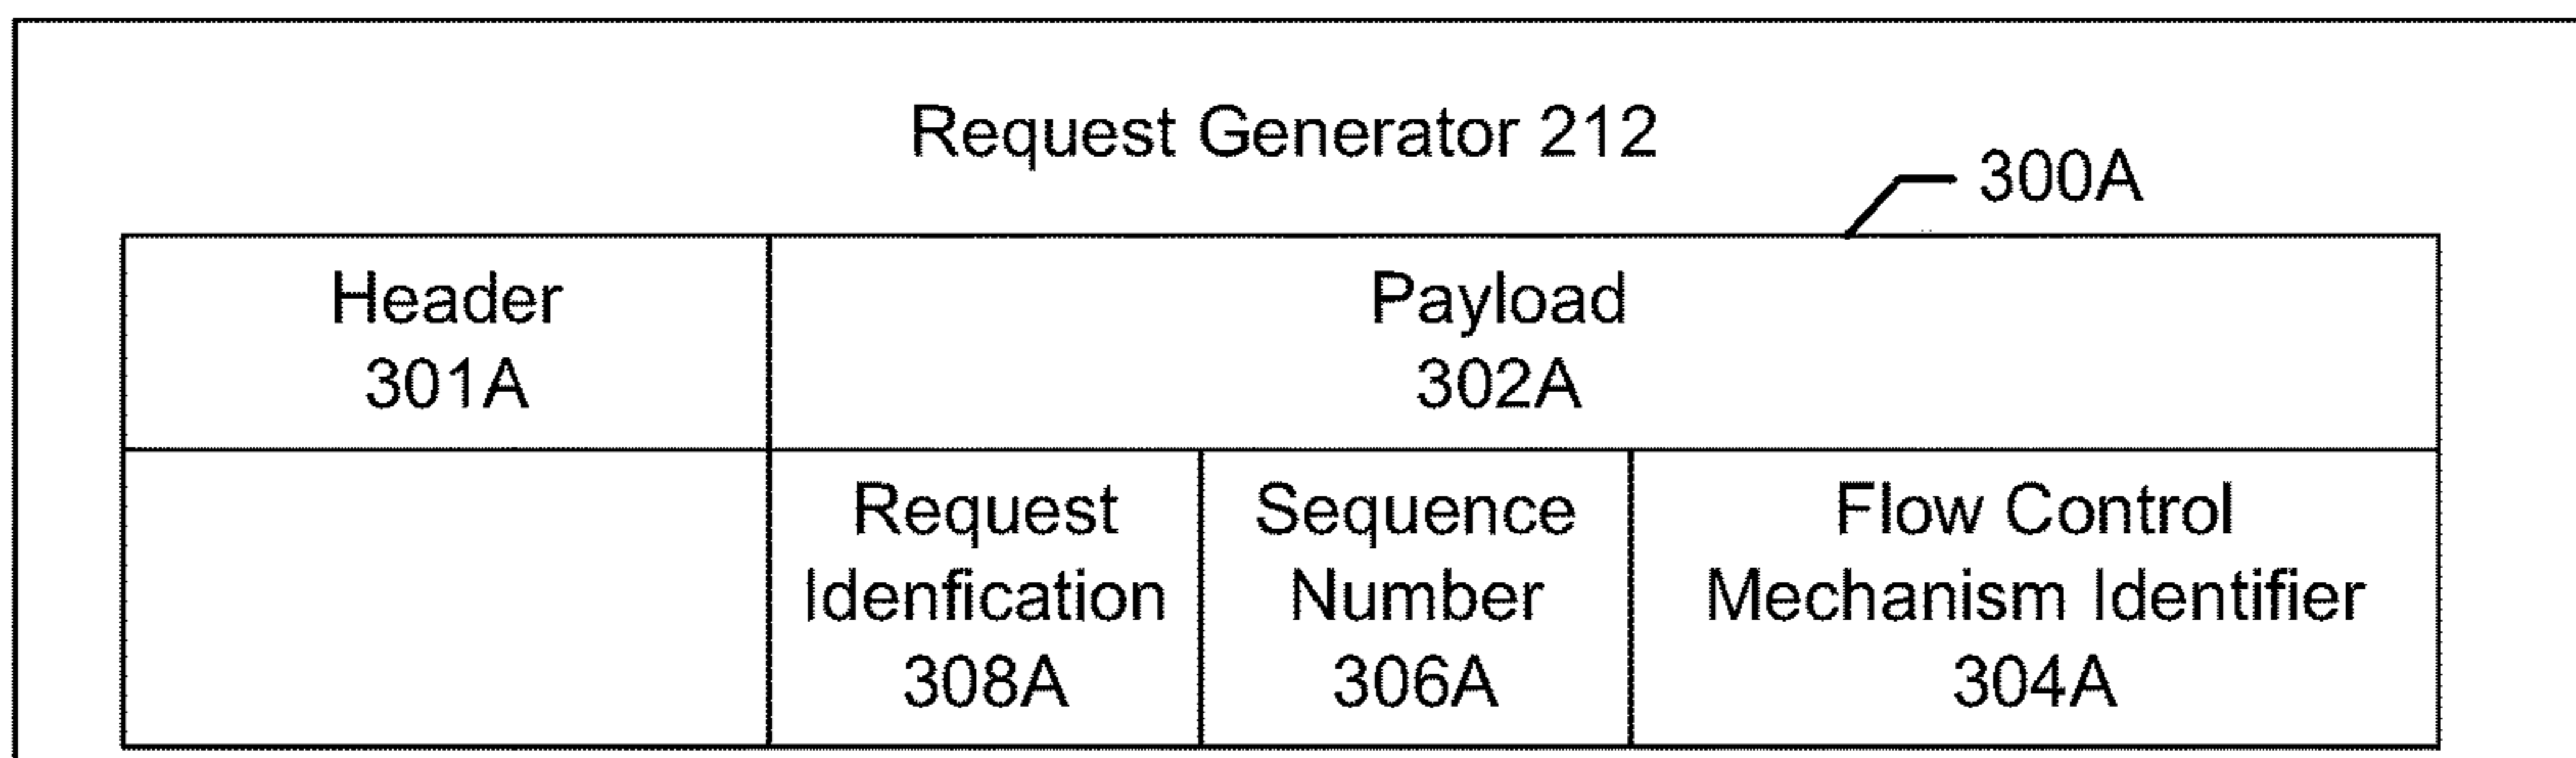 Request Generator 212
300A
Header
301A
Payload
302A
Request
Idenfication
308A
Sequence
Number
306A
Flow Control
Mechanism Identifier
304A